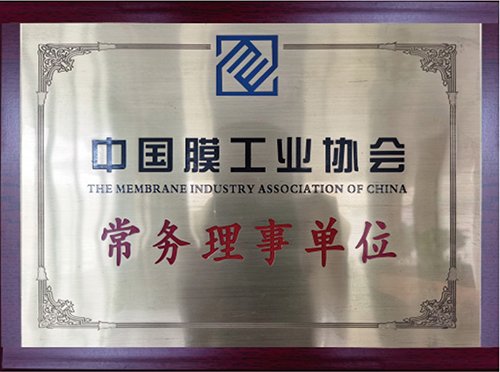 中国膜工业协会
THE MEMBRANE INDUSTRY ASSOCIATION OF CHINA
常务理事单位